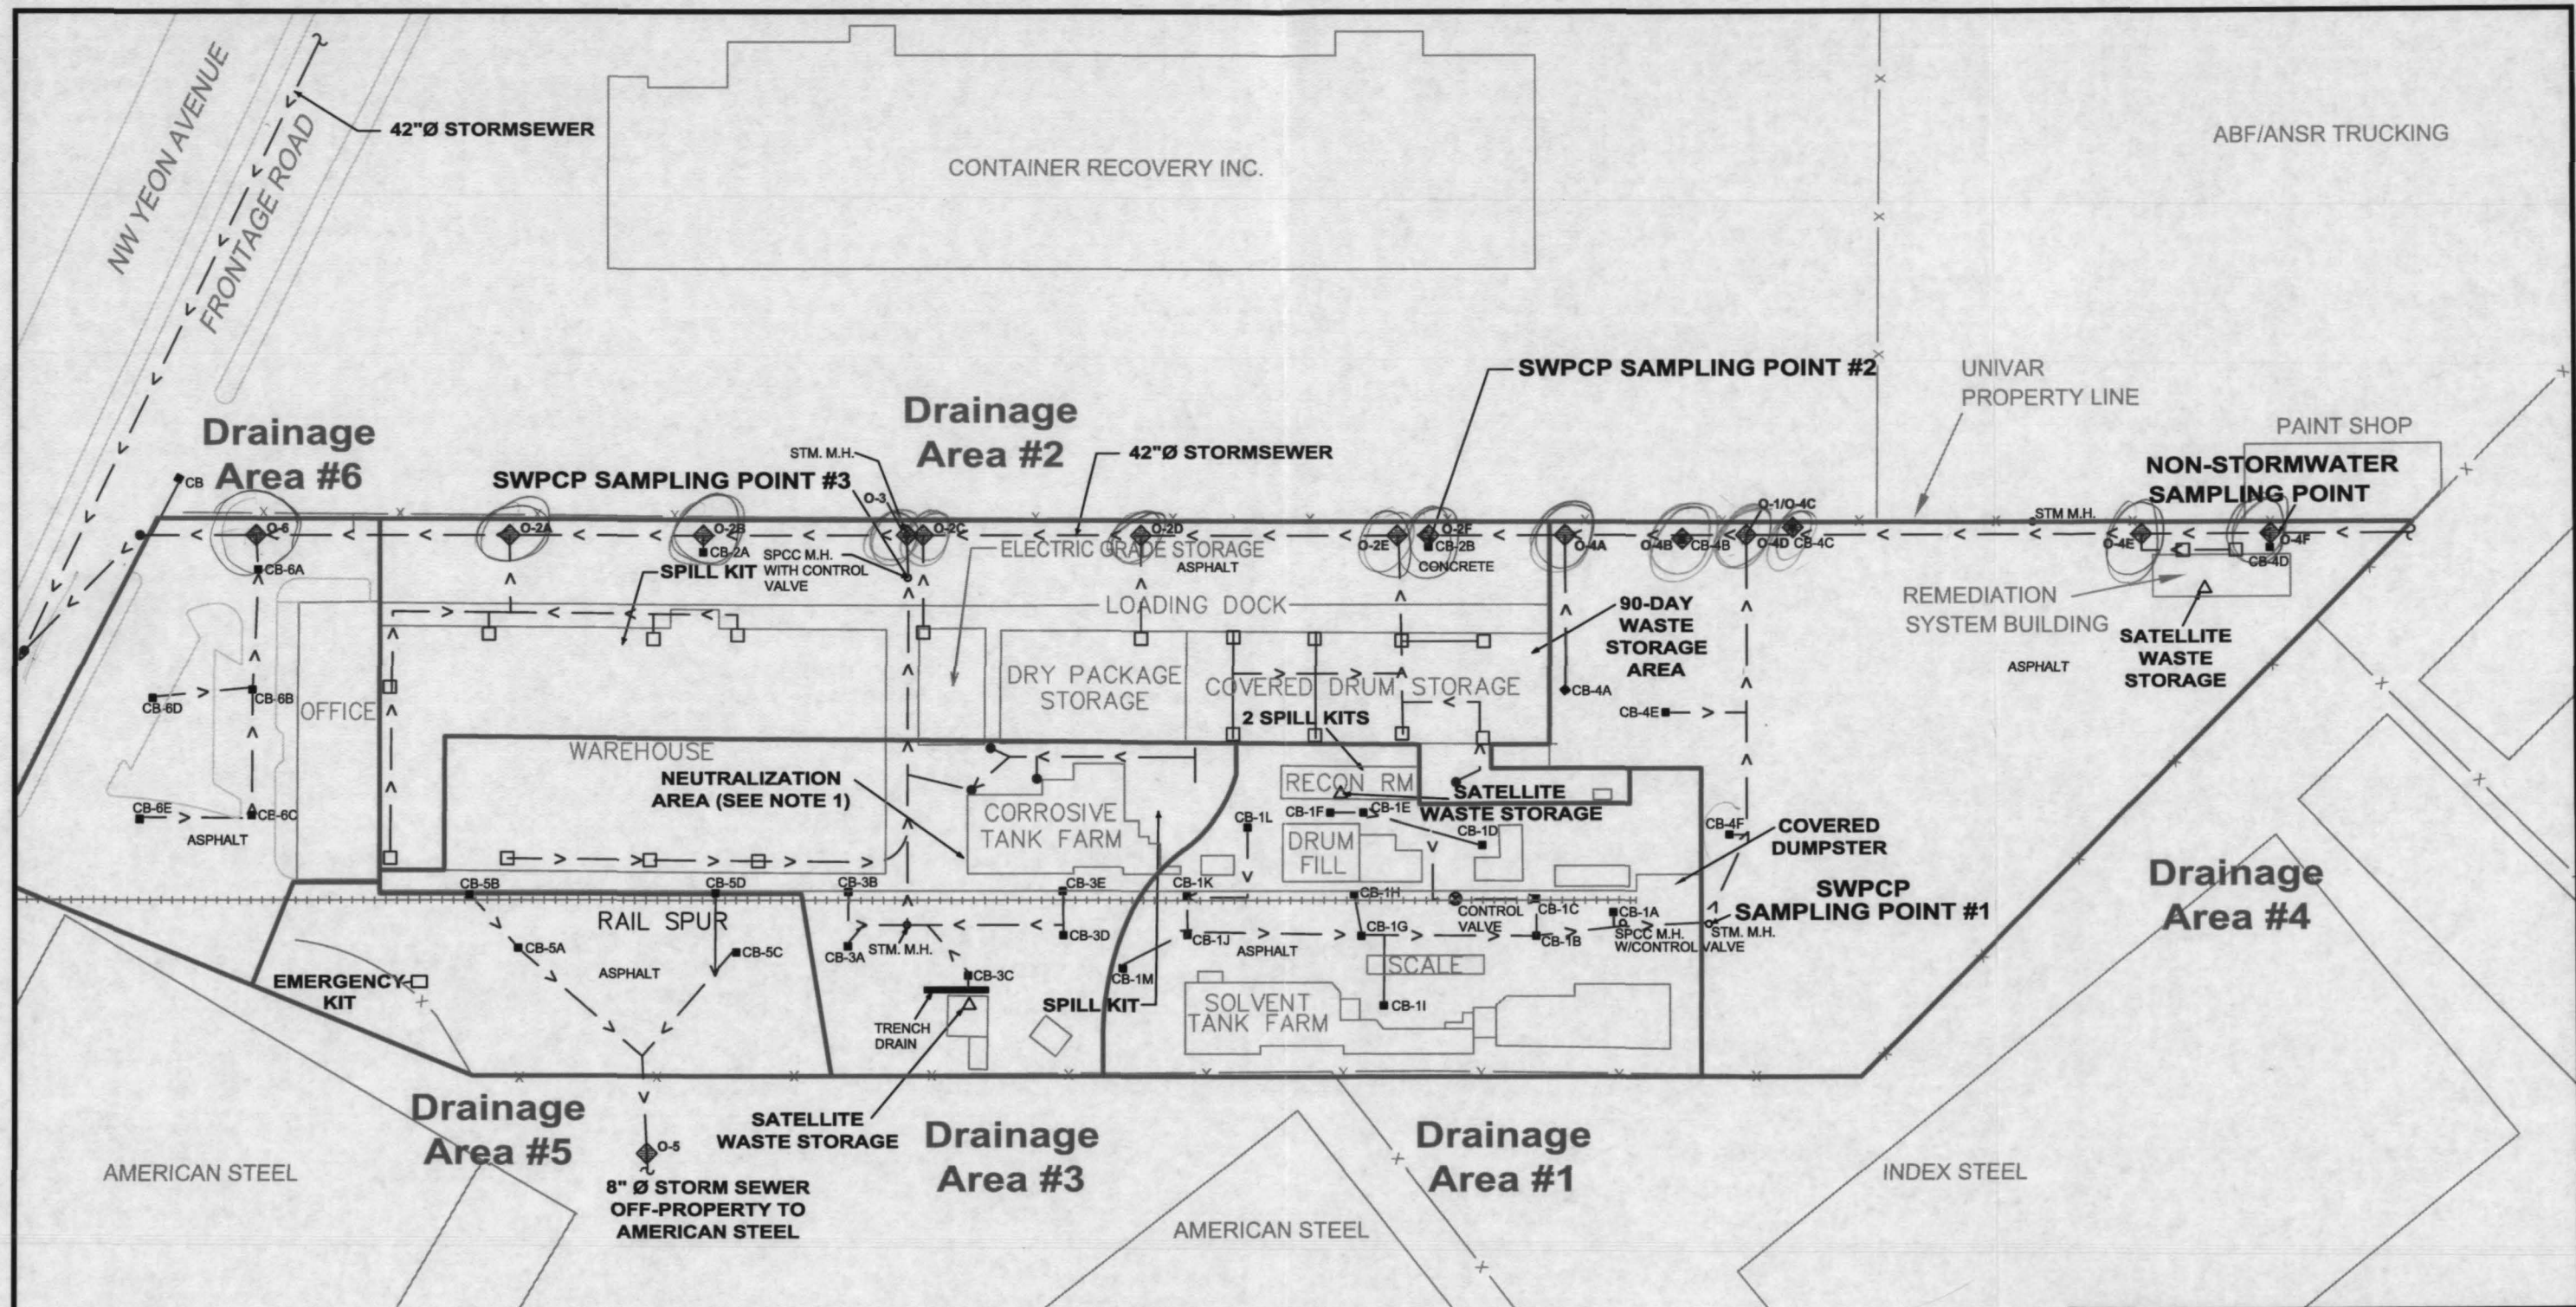 NW YEON AVENUE
FRONTAGE ROAD
42"Ø STORMSEWER
CONTAINER RECOVERY INC.
ABF/ANSR TRUCKING
SWPCP SAMPLING POINT #2
UNIVAR
PROPERTY LINE
PAINT SHOP
NON-STORMWATER
SAMPLING POINT
Drainage
Area #6
Drainage
Area #2
STM. M.H.
42"Ø STORMSEWER
SWPCP SAMPLING POINT #3
CB
O-3
O-1/O-4C
STM M.H.
O-6
O-2A
O-2B
O-2C
O-2D
O-2E
O-2F
O-4A
O-4B
CB-4B
O-4D
CB-4C
O-4E
O-4F
CB-6A
CB-2A
SPCC M.H.
WITH CONTROL
VALVE
ELECTRIC GRADE STORAGE
ASPHALT
CB-2B
CONCRETE
CB-4D
SPILL KIT
LOADING DOCK
90-DAY
WASTE
STORAGE
AREA
REMEDIATION
SYSTEM BUILDING
SATELLITE
WASTE
STORAGE
ASPHALT
DRY PACKAGE
STORAGE
COVERED DRUM STORAGE
CB-4A
CB-4E
CB-6D
CB-6B
OFFICE
2 SPILL KITS
WAREHOUSE
NEUTRALIZATION
AREA (SEE NOTE 1)
CORROSIVE
TANK FARM
RECON RM
SATELLITE
WASTE STORAGE
CB-6E
CB-6C
ASPHALT
CB-1L
CB-1F
CB-1E
CB-1D
DRUM
FILL
CB-4F
COVERED
DUMPSTER
Drainage
Area #4
CB-5B
CB-5D
CB-3B
CB-3E
CB-1K
CB-1H
CONTROL
VALVE
CB-1C
CB-1A
SWPCP
SAMPLING POINT #1
RAIL SPUR
CB-5A
CB-5C
CB-3A
STM. M.H.
CB-3D
CB-1J
ASPHALT
CB-1G
CB-1B
SPCC M.H.
W/CONTROL VALVE
STM. M.H.
ASPHALT
EMERGENCY
KIT
CB-3C
CB-1M
SCALE
SPILL KIT
SOLVENT
TANK FARM
CB-1I
TRENCH
DRAIN
Drainage
Area #5
SATELLITE
WASTE STORAGE
Drainage
Area #3
Drainage
Area #1
O-5
AMERICAN STEEL
8" Ø STORM SEWER
OFF-PROPERTY TO
AMERICAN STEEL
AMERICAN STEEL
INDEX STEEL